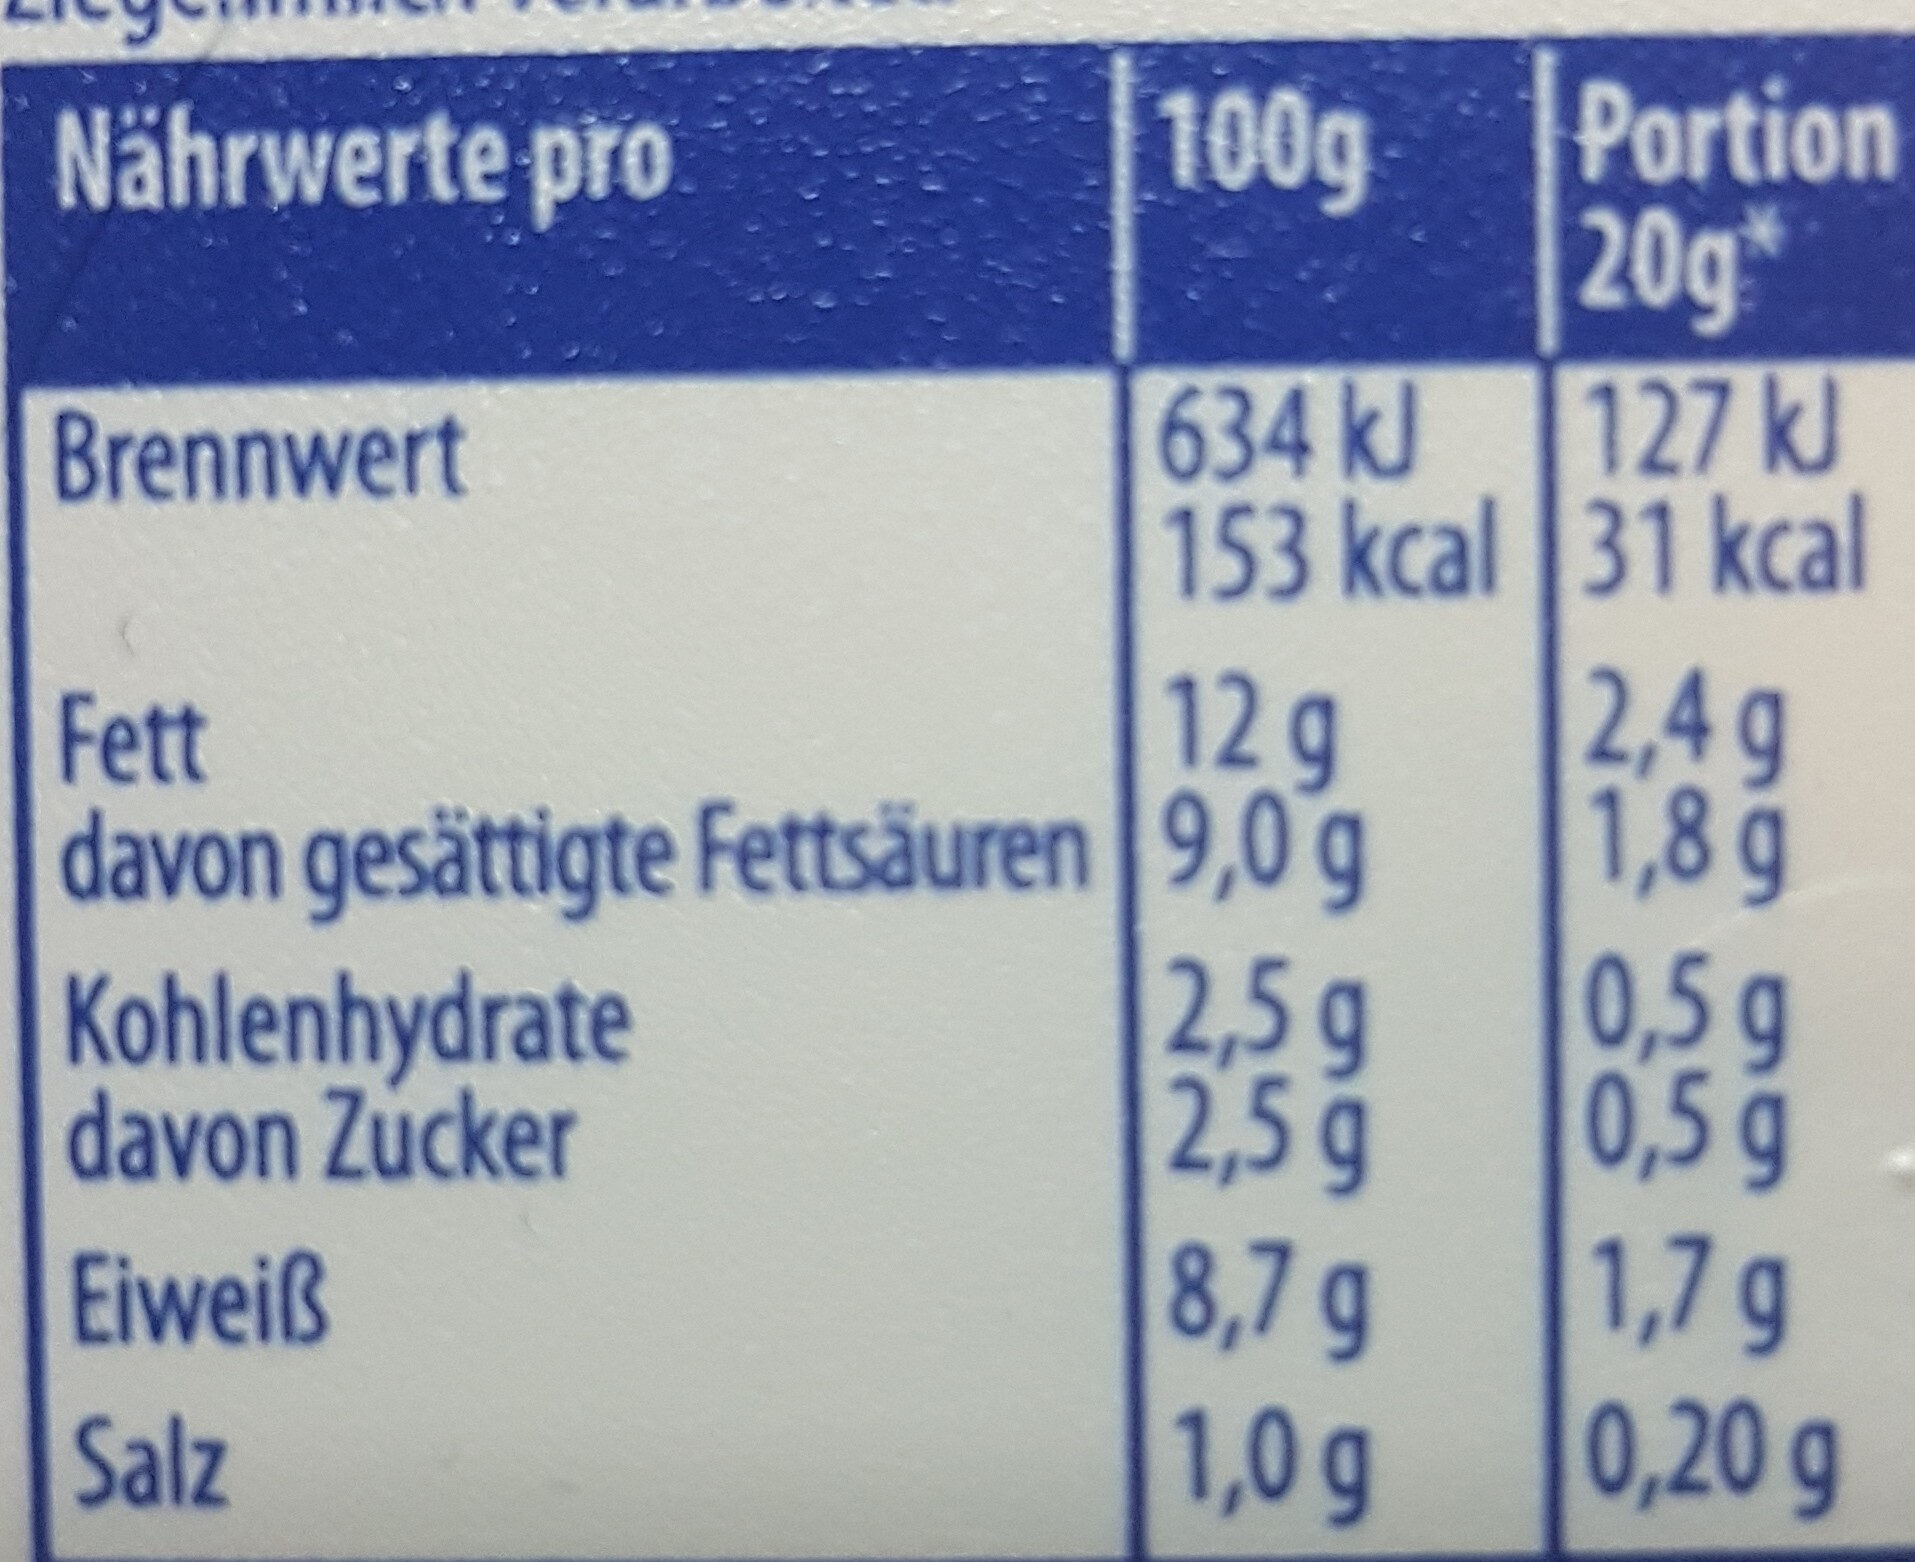 Nährwerte pro 100g Portion
20g*
Brennwert 634 kJ 127 kJ
153 kcal 31 kcal
Fett 12 g 2,4 g
davon gesättigte Fettsäuren 9,0 g 1,8 g
Kohlenhydrate 2,5 g 0,5 g
davon Zucker 2,5 g 0,5 g
Eiweiß 8,7 g 1,7 g
Salz 1,0 g 0,20 g